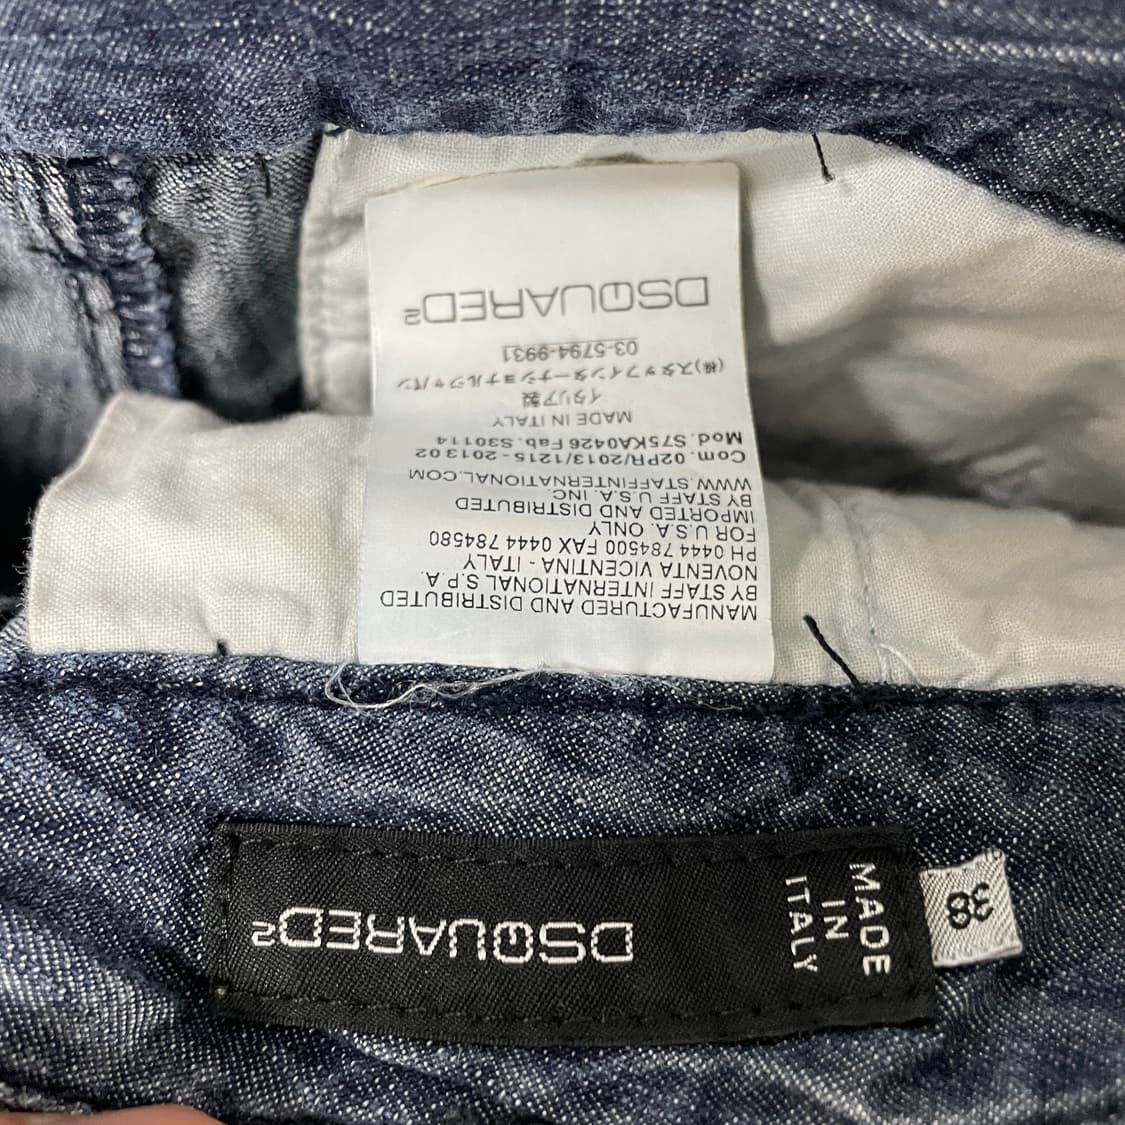 DSQUARED²
03-5794-9931
(株)スタッフインターナショナルジャパン
イタリア製
MADE IN ITALY
Mod. S75KA0426 Fab. S30114
Com. 02PR/2013/1215 - 2013 02
WWW.STAFFINTERNATIONAL.COM
BY STAFF U.S.A. INC.
IMPORTED AND DISTRIBUTED
FOR U.S.A. ONLY
PH 0444 784500 FAX 0444 784580
NOVENTA VICENTINA - ITALY
BY STAFF INTERNATIONAL S.P.A.
MANUFACTURED AND DISTRIBUTED
DSQUARED²
MADE
IN
ITALY
38